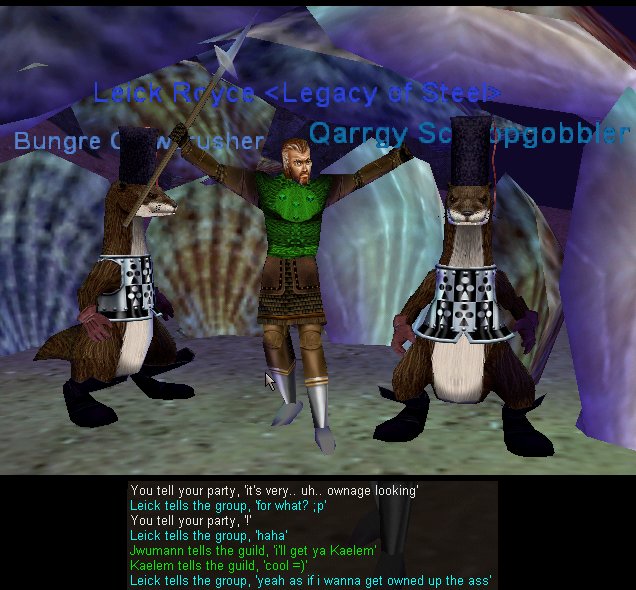 Leick Royce <Legacy of Steel>
Bungre
Qarrgy
You tell your party, 'it's very.. uh.. ownage looking'
Leick tells the group, 'for what? ;p'
You tell your party, '!'
Leick tells the group, 'haha'
Jwumann tells the guild, 'i'll get ya Kaelem'
Kaelem tells the guild, 'cool =)'
Leick tells the group, 'yeah as if i wanna get owned up the ass'